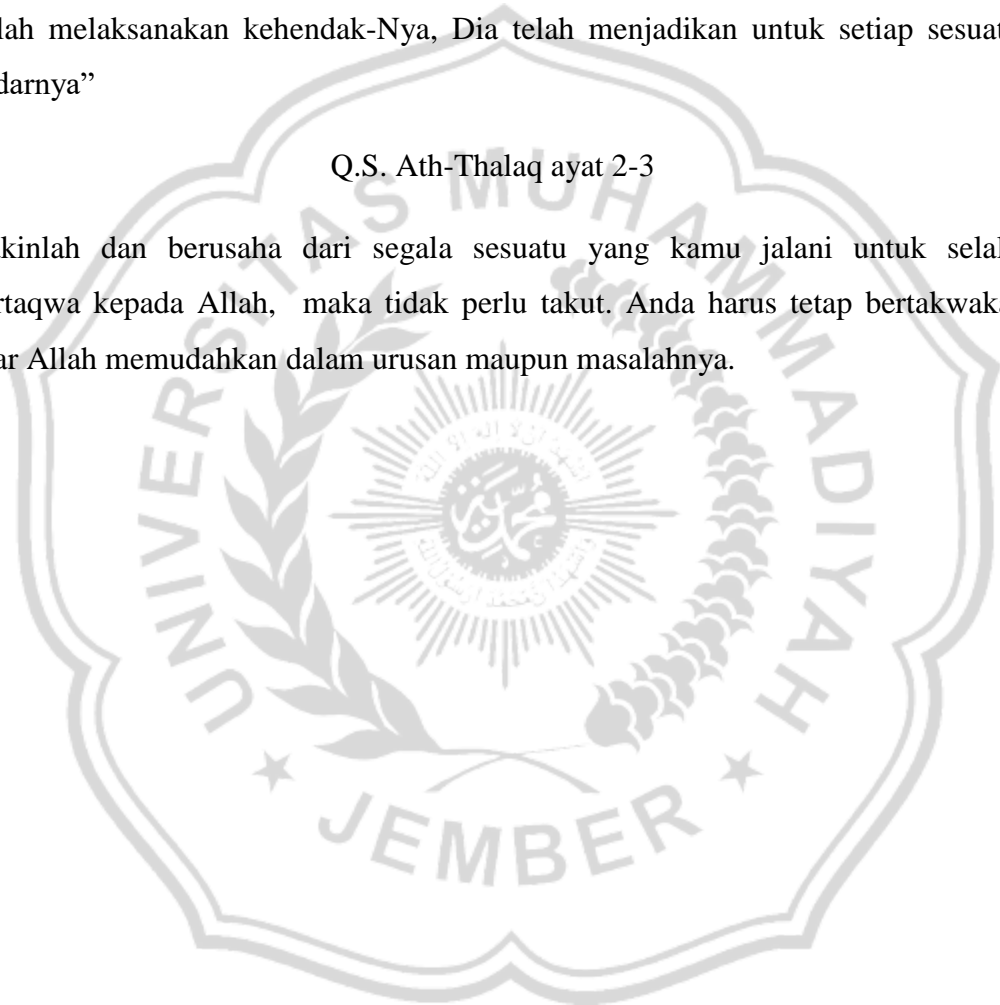 lah melaksanakan kehendak-Nya, Dia telah menjadikan untuk setiap sesuat
darnya”
Q.S. Ath-Thalaq ayat 2-3
kinlah dan berusaha dari segala sesuatu yang kamu jalani untuk selal
rtaqwa kepada Allah, maka tidak perlu takut. Anda harus tetap bertakwaka
ar Allah memudahkan dalam urusan maupun masalahnya.
UNIVERSITAS MUHAMMADIYAH
JEMBER